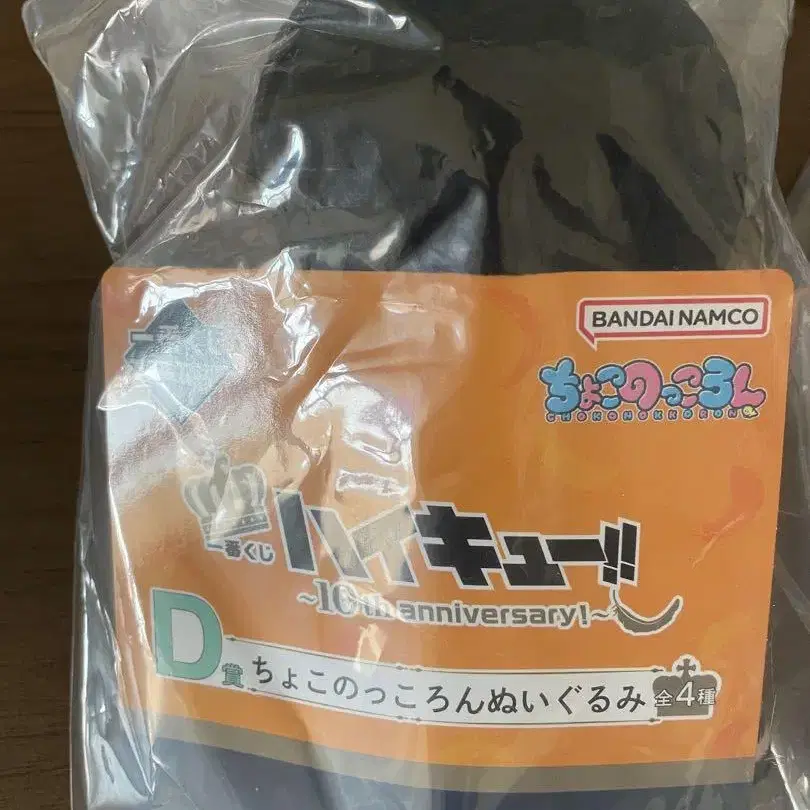 BANDAI NAMCO
ちょこのっころん
CHOKONOKKORON
一番くじ
ハイキュー!!
~10th anniversary!~
D賞 ちょこのっころんぬいぐるみ 全4種